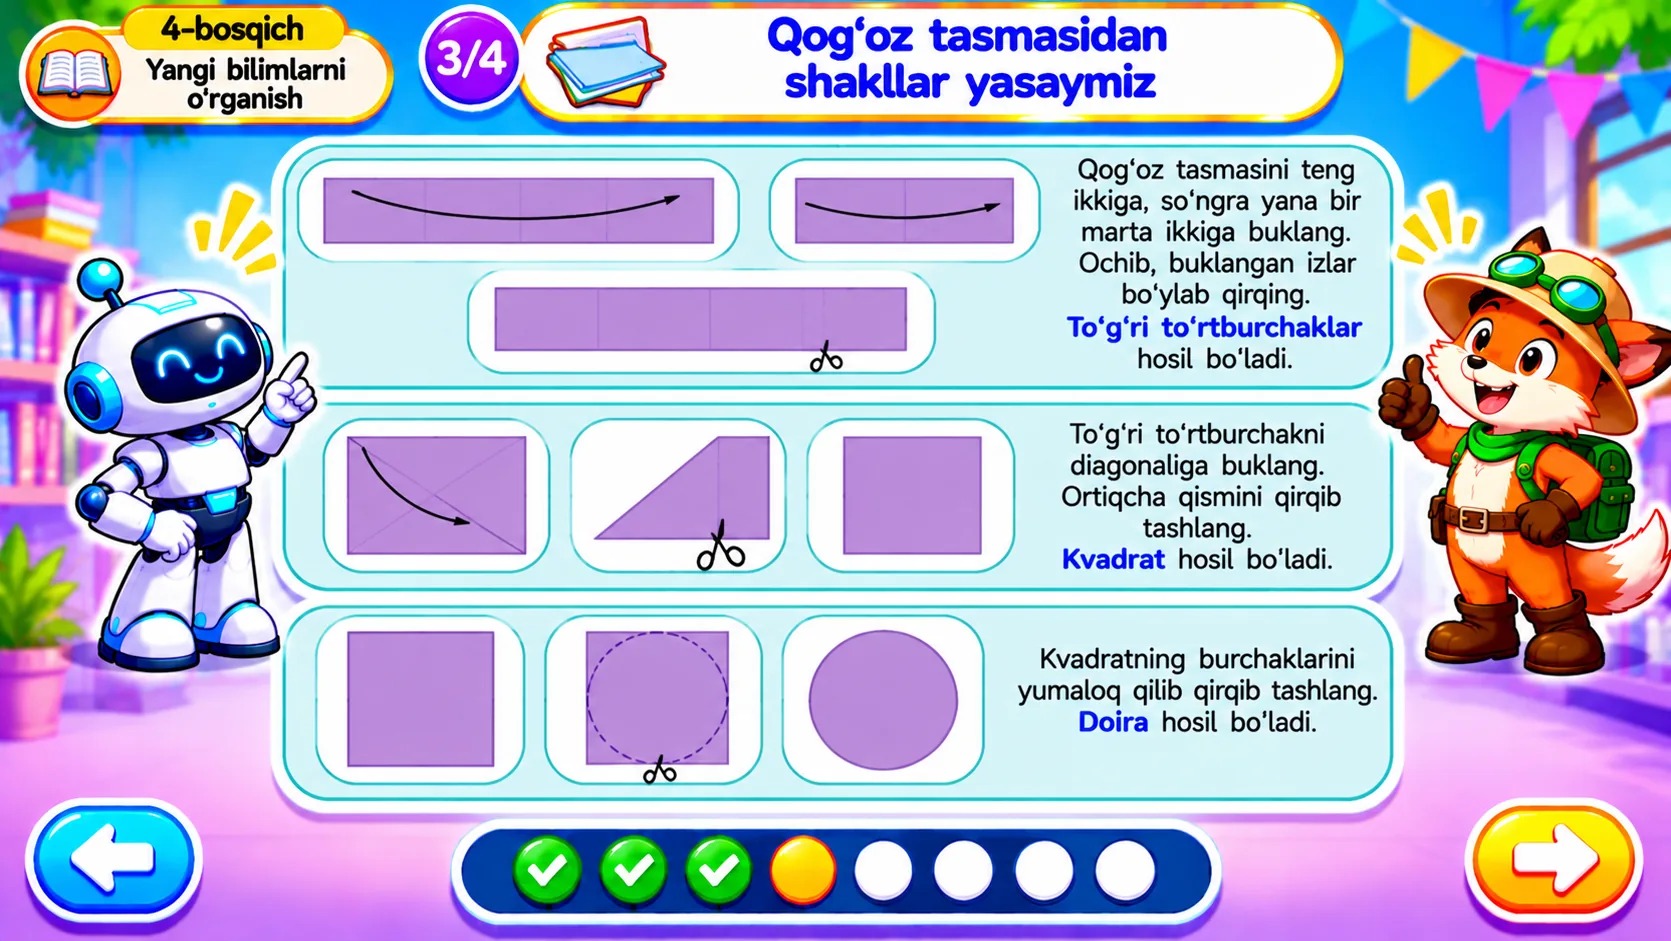 4-bosqich
Yangi bilimlarni
o‘rganish
3/4
Qog‘oz tasmasidan
shakllar yasaymiz
Qog‘oz tasmasini teng
ikkiga, so‘ngra yana bir
marta ikkiga buklang.
Ochib, buklangan izlar
bo‘ylab qirqing.
To‘g‘ri to‘rtburchaklar
hosil bo‘ladi.
To‘g‘ri to‘rtburchakni
diagonaliga buklang.
Ortiqcha qismini qirqib
tashlang.
Kvadrat hosil bo‘ladi.
Kvadratning burchaklarini
yumaloq qilib qirqib tashlang.
Doira hosil bo‘ladi.